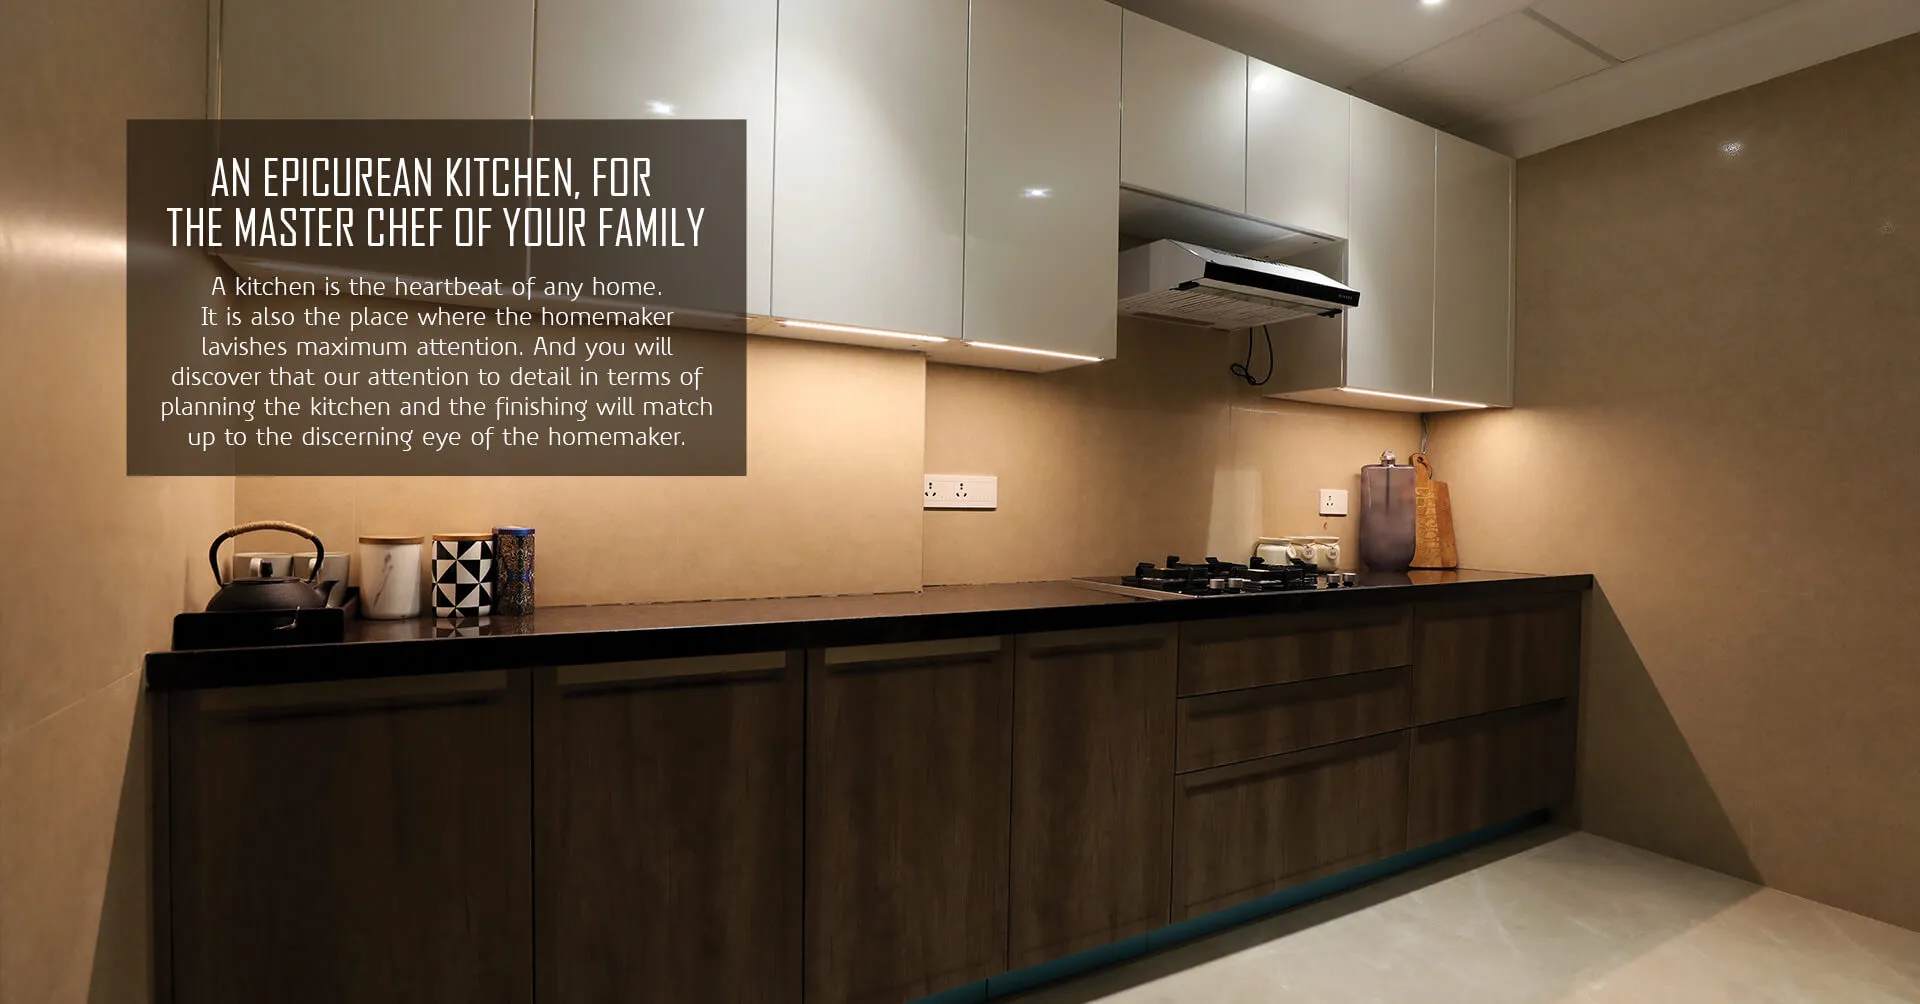 AN EPICUREAN KITCHEN, FOR
THE MASTER CHEF OF YOUR FAMILY
A kitchen is the heartbeat of any home.
It is also the place where the homemaker
lavishes maximum attention. And you will
discover that our attention to detail in terms of
planning the kitchen and the finishing will match
up to the discerning eye of the homemaker.